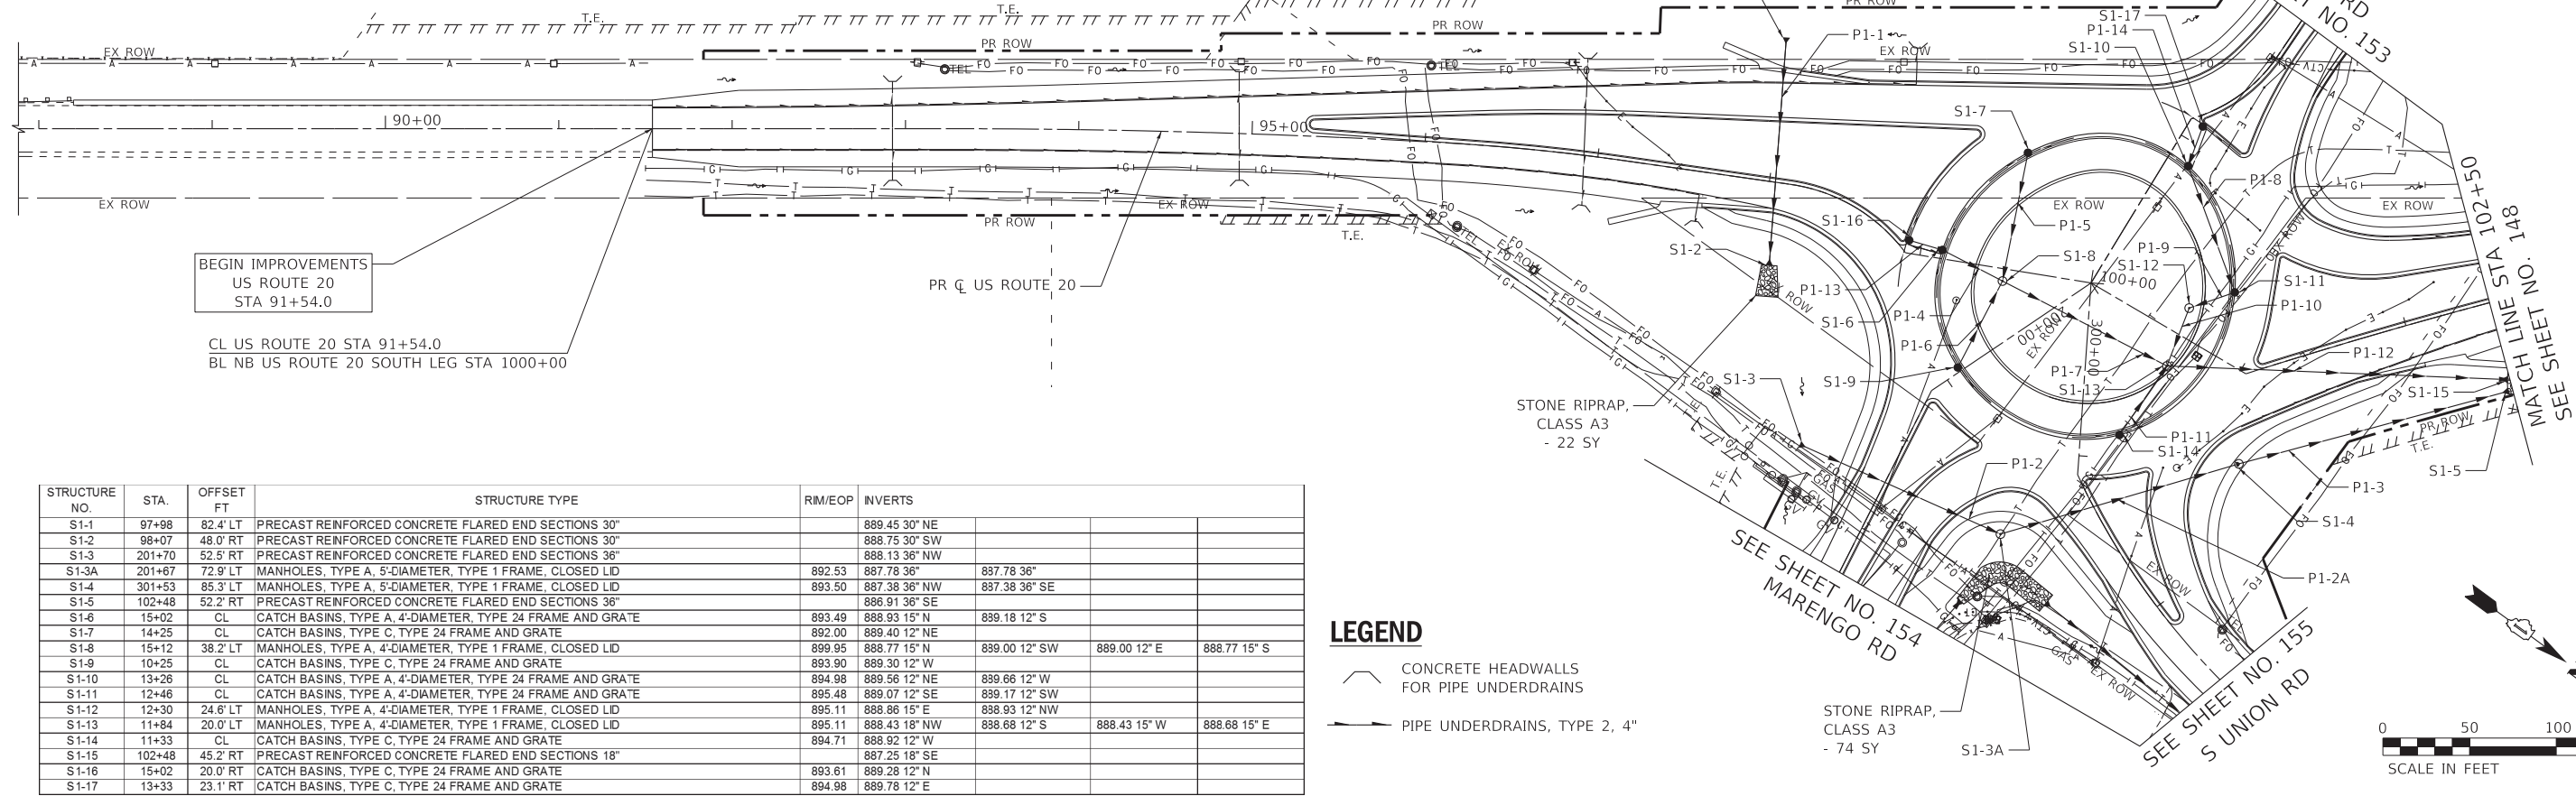 T.E.
T.E.
PR ROW
PR ROW
PR ROW
EX ROW
EX ROW
TEL
90+00
95+00
P1-1
S1-17
P1-14
S1-10
S1-7
RD
NO. 153
EX ROW
PR ROW
EX ROW
T.E.
BEGIN IMPROVEMENTS
US ROUTE 20
STA 91+54.0
CL US ROUTE 20 STA 91+54.0
BL NB US ROUTE 20 SOUTH LEG STA 1000+00
PR CL US ROUTE 20
S1-16
S1-2
P1-13
S1-6
P1-4
P1-6
S1-9
S1-3
P1-8
EX ROW
P1-5
P1-9
S1-8
S1-12
100+00
S1-11
P1-10
200+00
300+00
EX ROW
P1-7
S1-13
P1-12
P1-11
S1-14
S1-15
EX ROW
MATCH LINE STA 102+50
SEE SHEET NO. 148
PR ROW
T.E.
S1-5
P1-2
P1-3
S1-4
P1-2A
STONE RIPRAP,
CLASS A3
- 22 SY
T.E.
GAS
SEE SHEET NO. 154
MARENGO RD
EX ROW
GAS
EX ROW
STONE RIPRAP,
CLASS A3
- 74 SY
S1-3A
SEE SHEET NO. 155
S UNION RD
0 50 100
SCALE IN FEET
LEGEND
CONCRETE HEADWALLS
FOR PIPE UNDERDRAINS
PIPE UNDERDRAINS, TYPE 2, 4"
STRUCTURE NO. STA. OFFSET FT STRUCTURE TYPE RIM/EOP INVERTS
S1-1 97+98 82.4' LT PRECAST REINFORCED CONCRETE FLARED END SECTIONS 30" 889.45 30" NE
S1-2 98+07 48.0' RT PRECAST REINFORCED CONCRETE FLARED END SECTIONS 30" 888.75 30" SW
S1-3 201+70 52.5' RT PRECAST REINFORCED CONCRETE FLARED END SECTIONS 36" 888.13 36" NW
S1-3A 201+67 72.9' LT MANHOLES, TYPE A, 5'-DIAMETER, TYPE 1 FRAME, CLOSED LID 892.53 887.78 36" 887.78 36"
S1-4 301+53 85.3' LT MANHOLES, TYPE A, 5'-DIAMETER, TYPE 1 FRAME, CLOSED LID 893.50 887.38 36" NW 887.38 36" SE
S1-5 102+48 52.2' RT PRECAST REINFORCED CONCRETE FLARED END SECTIONS 36" 886.91 36" SE
S1-6 15+02 CL CATCH BASINS, TYPE A, 4'-DIAMETER, TYPE 24 FRAME AND GRATE 893.49 888.93 15" N 889.18 12" S
S1-7 14+25 CL CATCH BASINS, TYPE C, TYPE 24 FRAME AND GRATE 892.00 889.40 12" NE
S1-8 15+12 38.2' LT MANHOLES, TYPE A, 4'-DIAMETER, TYPE 1 FRAME, CLOSED LID 899.95 888.77 15" N 889.00 12" SW 889.00 12" E 888.77 15" S
S1-9 10+25 CL CATCH BASINS, TYPE C, TYPE 24 FRAME AND GRATE 893.90 889.30 12" W
S1-10 13+26 CL CATCH BASINS, TYPE A, 4'-DIAMETER, TYPE 24 FRAME AND GRATE 894.98 889.56 12" NE 889.66 12" W
S1-11 12+46 CL CATCH BASINS, TYPE A, 4'-DIAMETER, TYPE 24 FRAME AND GRATE 895.48 889.07 12" SE 889.17 12" SW
S1-12 12+30 24.6' LT MANHOLES, TYPE A, 4'-DIAMETER, TYPE 1 FRAME, CLOSED LID 895.11 888.86 15" E 888.93 12" NW
S1-13 11+84 20.0' LT MANHOLES, TYPE A, 4'-DIAMETER, TYPE 1 FRAME, CLOSED LID 895.11 888.43 18" NW 888.68 12" S 888.43 15" W 888.68 15" E
S1-14 11+33 CL CATCH BASINS, TYPE C, TYPE 24 FRAME AND GRATE 894.71 888.92 12" W
S1-15 102+48 45.2' RT PRECAST REINFORCED CONCRETE FLARED END SECTIONS 18" 887.25 18" SE
S1-16 15+02 20.0' RT CATCH BASINS, TYPE C, TYPE 24 FRAME AND GRATE 893.61 889.28 12" N
S1-17 13+33 23.1' RT CATCH BASINS, TYPE C, TYPE 24 FRAME AND GRATE 894.98 889.78 12" E